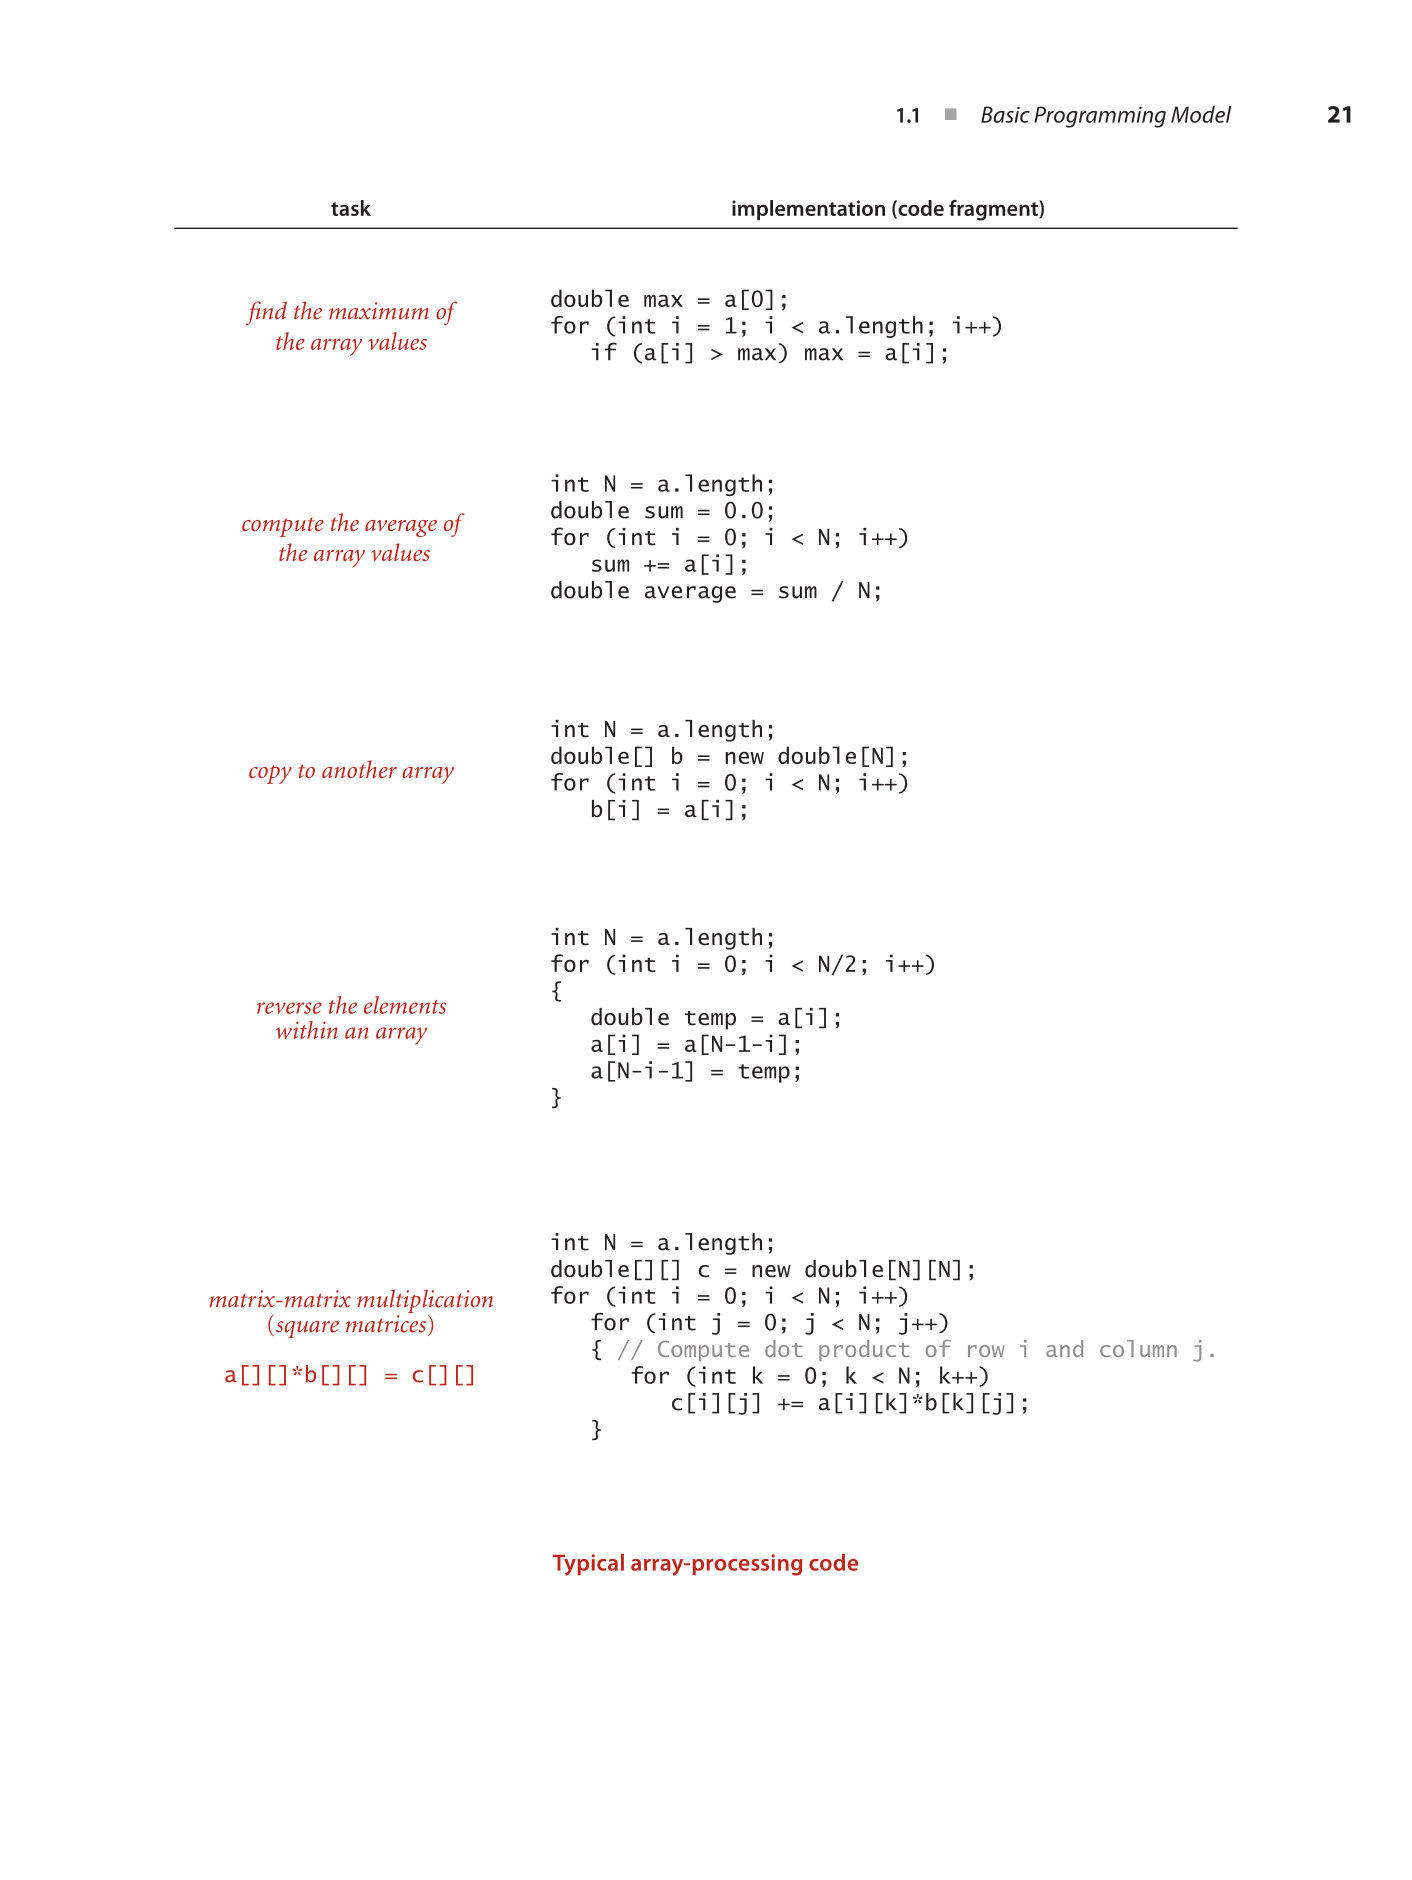 1.1 ■ Basic Programming Model 21
task implementation (code fragment)
find the maximum of
the array values
double max = a[0];
for (int i = 1; i < a.length; i++)
   if (a[i] > max) max = a[i];
compute the average of
the array values
int N = a.length;
double sum = 0.0;
for (int i = 0; i < N; i++)
   sum += a[i];
double average = sum / N;
copy to another array
int N = a.length;
double[] b = new double[N];
for (int i = 0; i < N; i++)
   b[i] = a[i];
reverse the elements
within an array
int N = a.length;
for (int i = 0; i < N/2; i++)
{
   double temp = a[i];
   a[i] = a[N-1-i];
   a[N-i-1] = temp;
}
matrix-matrix multiplication
(square matrices)
a[][]*b[][] = c[][]
int N = a.length;
double[][] c = new double[N][N];
for (int i = 0; i < N; i++)
   for (int j = 0; j < N; j++)
   { // Compute dot product of row i and column j.
      for (int k = 0; k < N; k++)
         c[i][j] += a[i][k]*b[k][j];
   }
Typical array-processing code